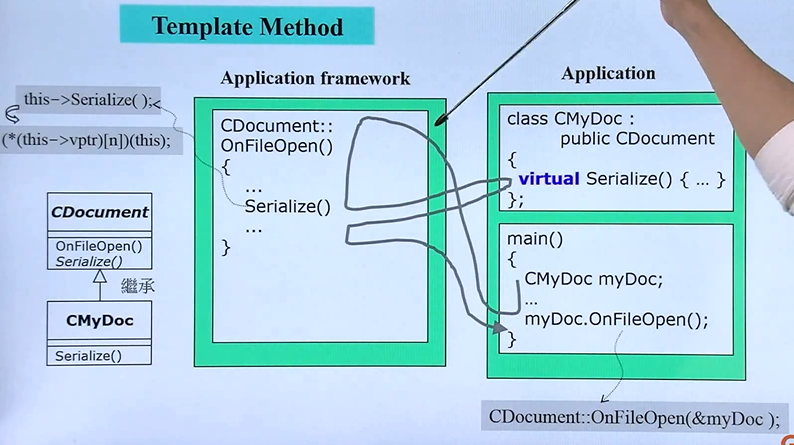 Template Method
Application framework
Application
this->Serialize( );
(*(this->vptr)[n])(this);
CDocument
OnFileOpen()
Serialize()
繼承
CMyDoc
Serialize()
CDocument::
OnFileOpen()
{
...
Serialize()
...
}
class CMyDoc :
public CDocument
{
virtual Serialize() { ... }
};
main()
{
CMyDoc myDoc;
...
myDoc.OnFileOpen();
}
CDocument::OnFileOpen(&myDoc );